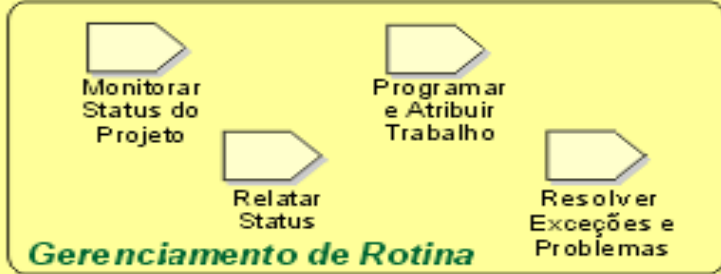 Monitorar
Status do
Projeto
Programar
e Atribuir
Trabalho
Relatar
Status
Resolver
Exceções e
Problemas
Gerenciamento de Rotina